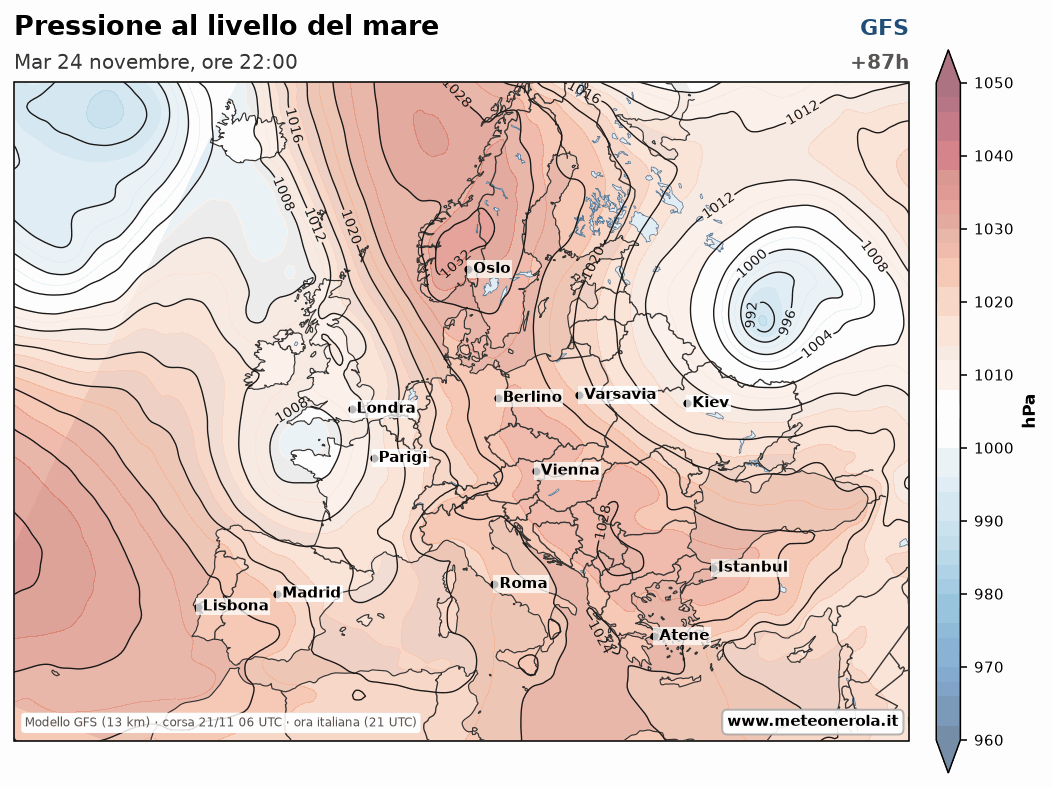 Pressione al livello del mare
GFS
Mar 24 novembre, ore 22:00
+87h
1028
1016
1012
1016
1008
1012
1020
1012
1008
1032
Oslo
1020
1000
992
996
1004
1008
Londra
Berlino
Varsavia
Kiev
Parigi
Vienna
1028
Istanbul
Madrid
Roma
Lisbona
1024
Atene
Modello GFS (13 km) · corsa 21/11 06 UTC · ora italiana (21 UTC)
www.meteonerola.it
1050
1040
1030
1020
1010
1000
990
980
970
960
hPa